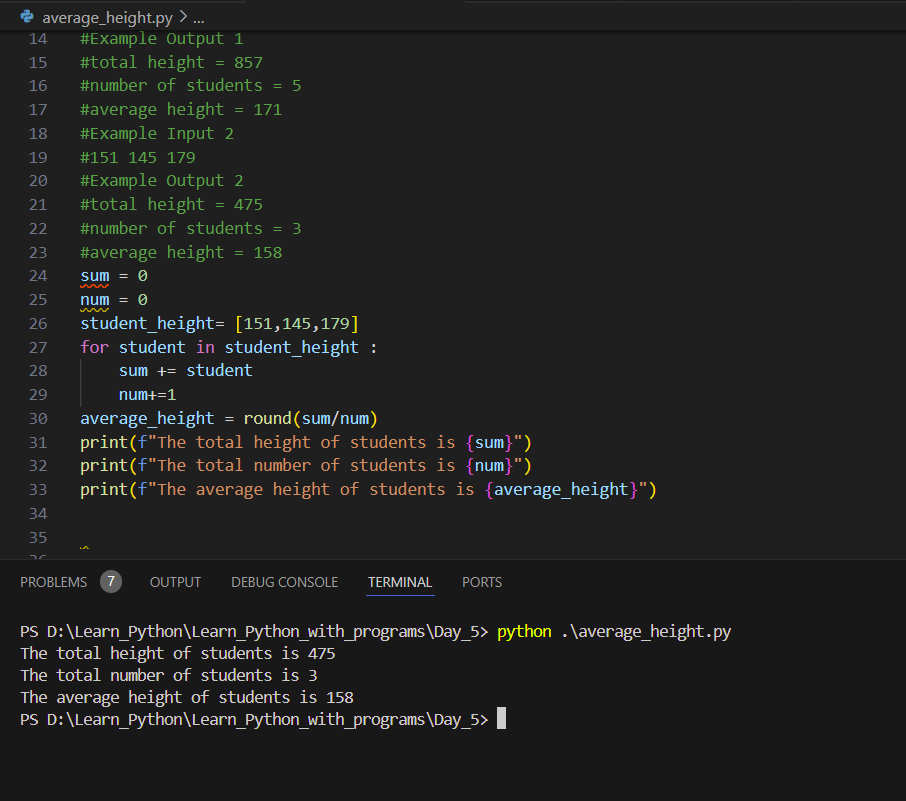 average_height.py > ...
14 #Example Output 1
15 #total height = 857
16 #number of students = 5
17 #average height = 171
18 #Example Input 2
19 #151 145 179
20 #Example Output 2
21 #total height = 475
22 #number of students = 3
23 #average height = 158
24 sum = 0
25 num = 0
26 student_height= [151,145,179]
27 for student in student_height :
28     sum += student
29     num+=1
30 average_height = round(sum/num)
31 print(f"The total height of students is {sum}")
32 print(f"The total number of students is {num}")
33 print(f"The average height of students is {average_height}")
34
35
36
PROBLEMS 7 OUTPUT DEBUG CONSOLE TERMINAL PORTS
PS D:\Learn_Python\Learn_Python_with_programs\Day_5> python .\average_height.py
The total height of students is 475
The total number of students is 3
The average height of students is 158
PS D:\Learn_Python\Learn_Python_with_programs\Day_5>